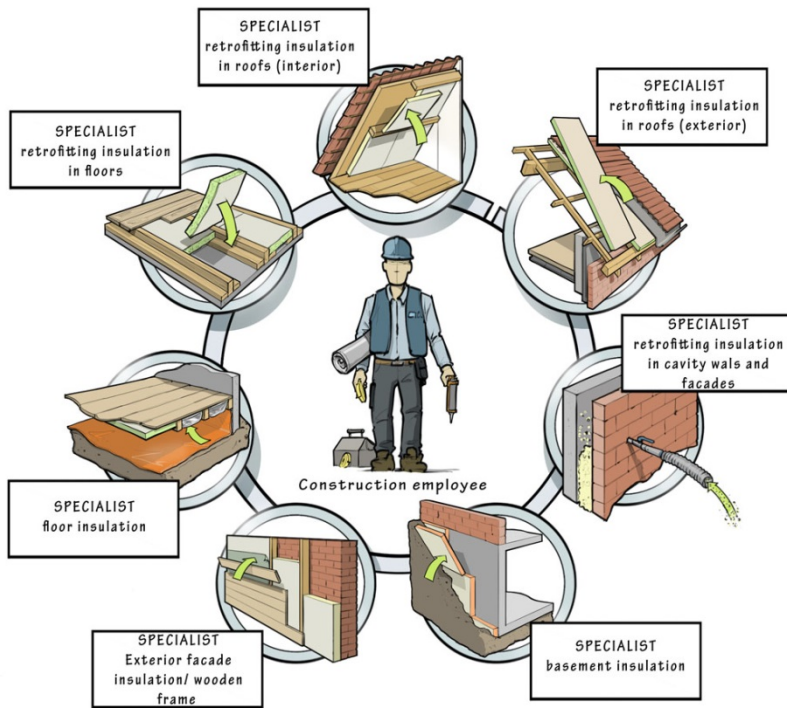 SPECIALIST
retrofitting insulation
in roofs (interior)
SPECIALIST
retrofitting insulation
in roofs (exterior)
SPECIALIST
retrofitting insulation
in floors
SPECIALIST
retrofitting insulation
in cavity wals and
facades
Construction employee
SPECIALIST
floor insulation
SPECIALIST
Exterior facade
insulation/ wooden
frame
SPECIALIST
basement insulation